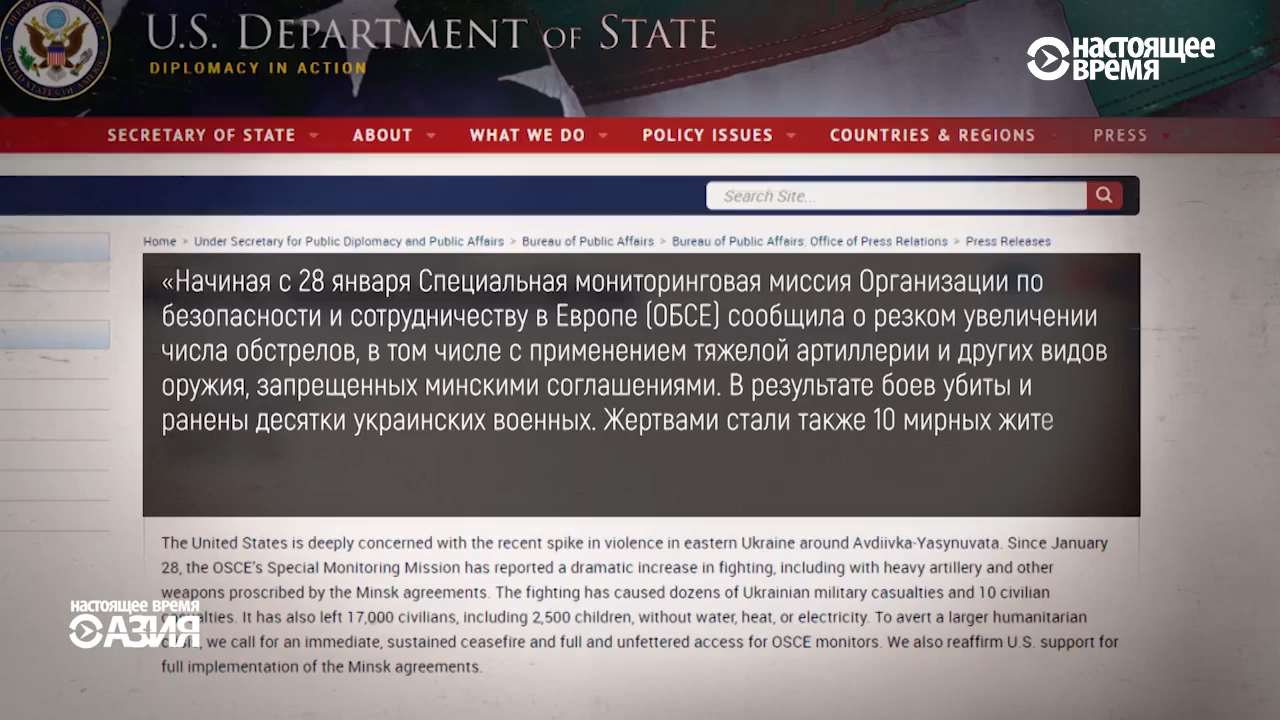 U.S. DEPARTMENT OF STATE
DIPLOMACY IN ACTION
НАСТОЯЩЕЕ
ВРЕМЯ
SECRETARY OF STATE ABOUT WHAT WE DO POLICY ISSUES COUNTRIES & REGIONS PRESS
Search Site...
Home > Under Secretary for Public Diplomacy and Public Affairs > Bureau of Public Affairs > Bureau of Public Affairs: Office of Press Relations > Press Releases
«Начиная с 28 января Специальная мониторинговая миссия Организации по
безопасности и сотрудничеству в Европе (ОБСЕ) сообщила о резком увеличении
числа обстрелов, в том числе с применением тяжелой артиллерии и других видов
оружия, запрещенных минскими соглашениями. В результате боев убиты и
ранены десятки украинских военных. Жертвами стали также 10 мирных жите
The United States is deeply concerned with the recent spike in violence in eastern Ukraine around Avdiivka-Yasynuvata. Since January
28, the OSCE's Special Monitoring Mission has reported a dramatic increase in fighting, including with heavy artillery and other
weapons proscribed by the Minsk agreements. The fighting has caused dozens of Ukrainian military casualties and 10 civilian
It has also left 17,000 civilians, including 2,500 children, without water, heat, or electricity. To avert a larger humanitarian
we call for an immediate, sustained ceasefire and full and unfettered access for OSCE monitors. We also reaffirm U.S. support for
full implementation of the Minsk agreements.
НАСТОЯЩЕЕ ВРЕМЯ
АЗИЯ